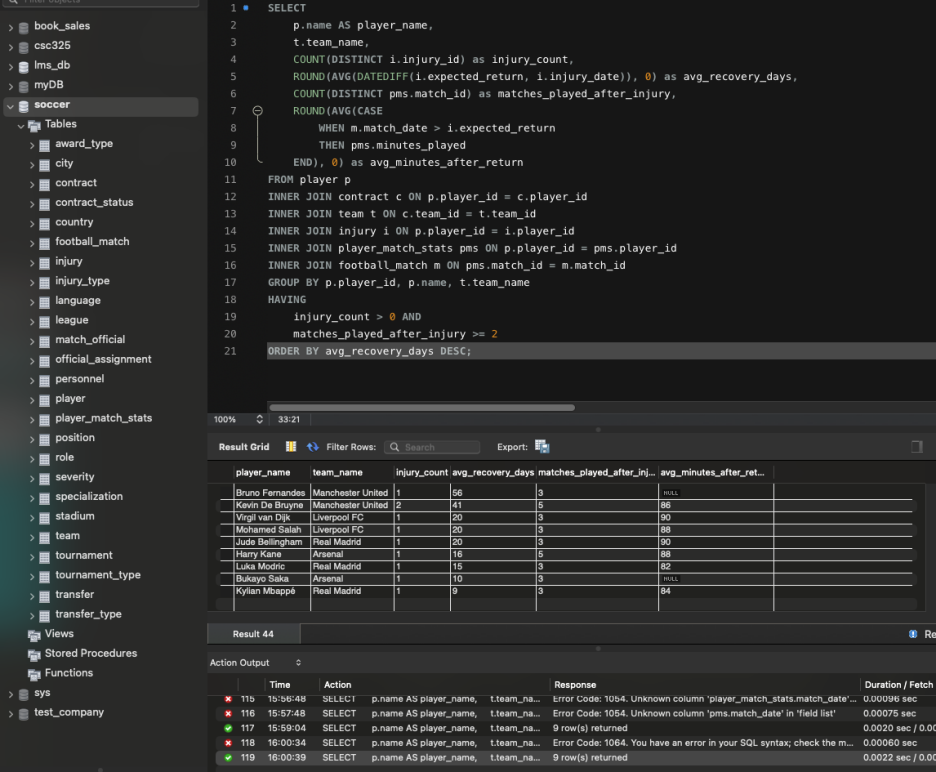 Filter objects
book_sales
csc325
lms_db
myDB
soccer
Tables
award_type
city
contract
contract_status
country
football_match
injury
injury_type
language
league
match_official
official_assignment
personnel
player
player_match_stats
position
role
severity
specialization
stadium
team
tournament
tournament_type
transfer
transfer_type
Views
Stored Procedures
Functions
sys
test_company
1 SELECT
2 p.name AS player_name,
3 t.team_name,
4 COUNT(DISTINCT i.injury_id) as injury_count,
5 ROUND(AVG(DATEDIFF(i.expected_return, i.injury_date)), 0) as avg_recovery_days,
6 COUNT(DISTINCT pms.match_id) as matches_played_after_injury,
7 ROUND(AVG(CASE
8 WHEN m.match_date > i.expected_return
9 THEN pms.minutes_played
10 END), 0) as avg_minutes_after_return
11 FROM player p
12 INNER JOIN contract c ON p.player_id = c.player_id
13 INNER JOIN team t ON c.team_id = t.team_id
14 INNER JOIN injury i ON p.player_id = i.player_id
15 INNER JOIN player_match_stats pms ON p.player_id = pms.player_id
16 INNER JOIN football_match m ON pms.match_id = m.match_id
17 GROUP BY p.player_id, p.name, t.team_name
18 HAVING
19 injury_count > 0 AND
20 matches_played_after_injury >= 2
21 ORDER BY avg_recovery_days DESC;
100% 33:21
Result Grid Filter Rows: Search Export:
player_name team_name injury_count avg_recovery_days matches_played_after_inj... avg_minutes_after_ret...
Bruno Fernandes Manchester United 1 56 3 NULL
Kevin De Bruyne Manchester United 2 41 5 86
Virgil van Dijk Liverpool FC 1 20 3 90
Mohamed Salah Liverpool FC 1 20 3 88
Jude Bellingham Real Madrid 1 20 3 90
Harry Kane Arsenal 1 16 5 88
Luka Modric Real Madrid 1 15 3 82
Bukayo Saka Arsenal 1 10 3 NULL
Kylian Mbappé Real Madrid 1 9 3 84
Result 44 Re
Action Output
Time Action Response Duration / Fetch
115 15:56:48 SELECT p.name AS player_name, t.team_na... Error Code: 1054. Unknown column 'player_match_stats.match_date'... 0.00096 sec
116 15:57:48 SELECT p.name AS player_name, t.team_na... Error Code: 1054. Unknown column 'pms.match_date' in 'field list' 0.00075 sec
117 15:59:04 SELECT p.name AS player_name, t.team_na... 9 row(s) returned 0.0020 sec / 0.00
118 16:00:34 SELECT p.name AS player_name, t.team_na... Error Code: 1064. You have an error in your SQL syntax; check the m... 0.00060 sec
119 16:00:39 SELECT p.name AS player_name, t.team_na... 9 row(s) returned 0.0022 sec / 0.00